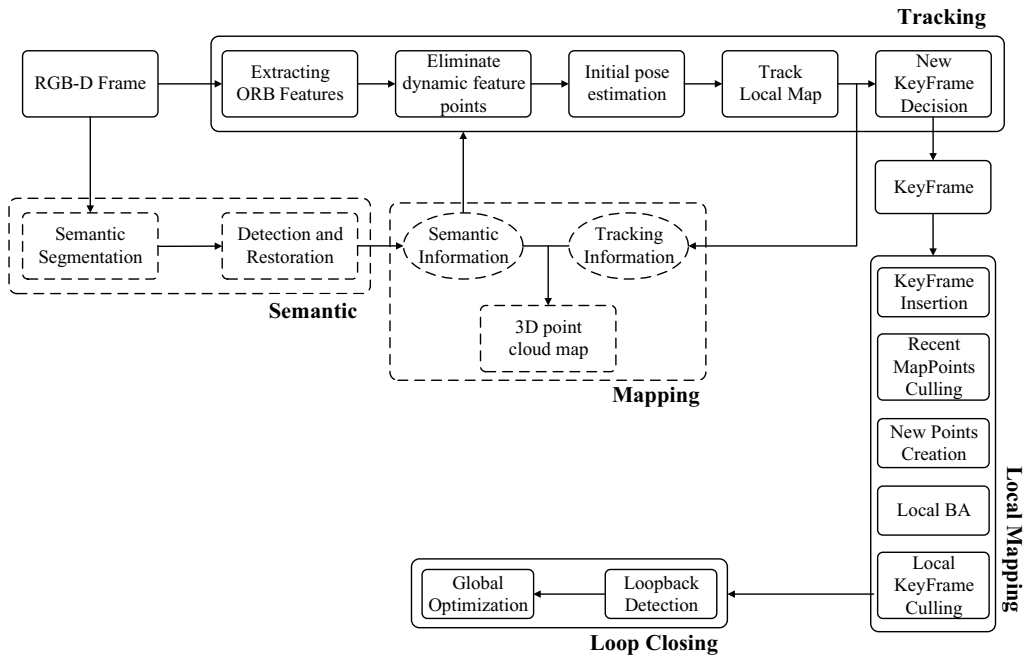 Tracking
RGB-D Frame
Extracting
ORB Features
Eliminate
dynamic feature
points
Initial pose
estimation
Track
Local Map
New
KeyFrame
Decision
KeyFrame
Semantic
Segmentation
Detection and
Restoration
Semantic
Semantic
Information
Tracking
Information
3D point
cloud map
Mapping
KeyFrame
Insertion
Recent
MapPoints
Culling
New Points
Creation
Local BA
Local
KeyFrame
Culling
Local Mapping
Global
Optimization
Loopback
Detection
Loop Closing